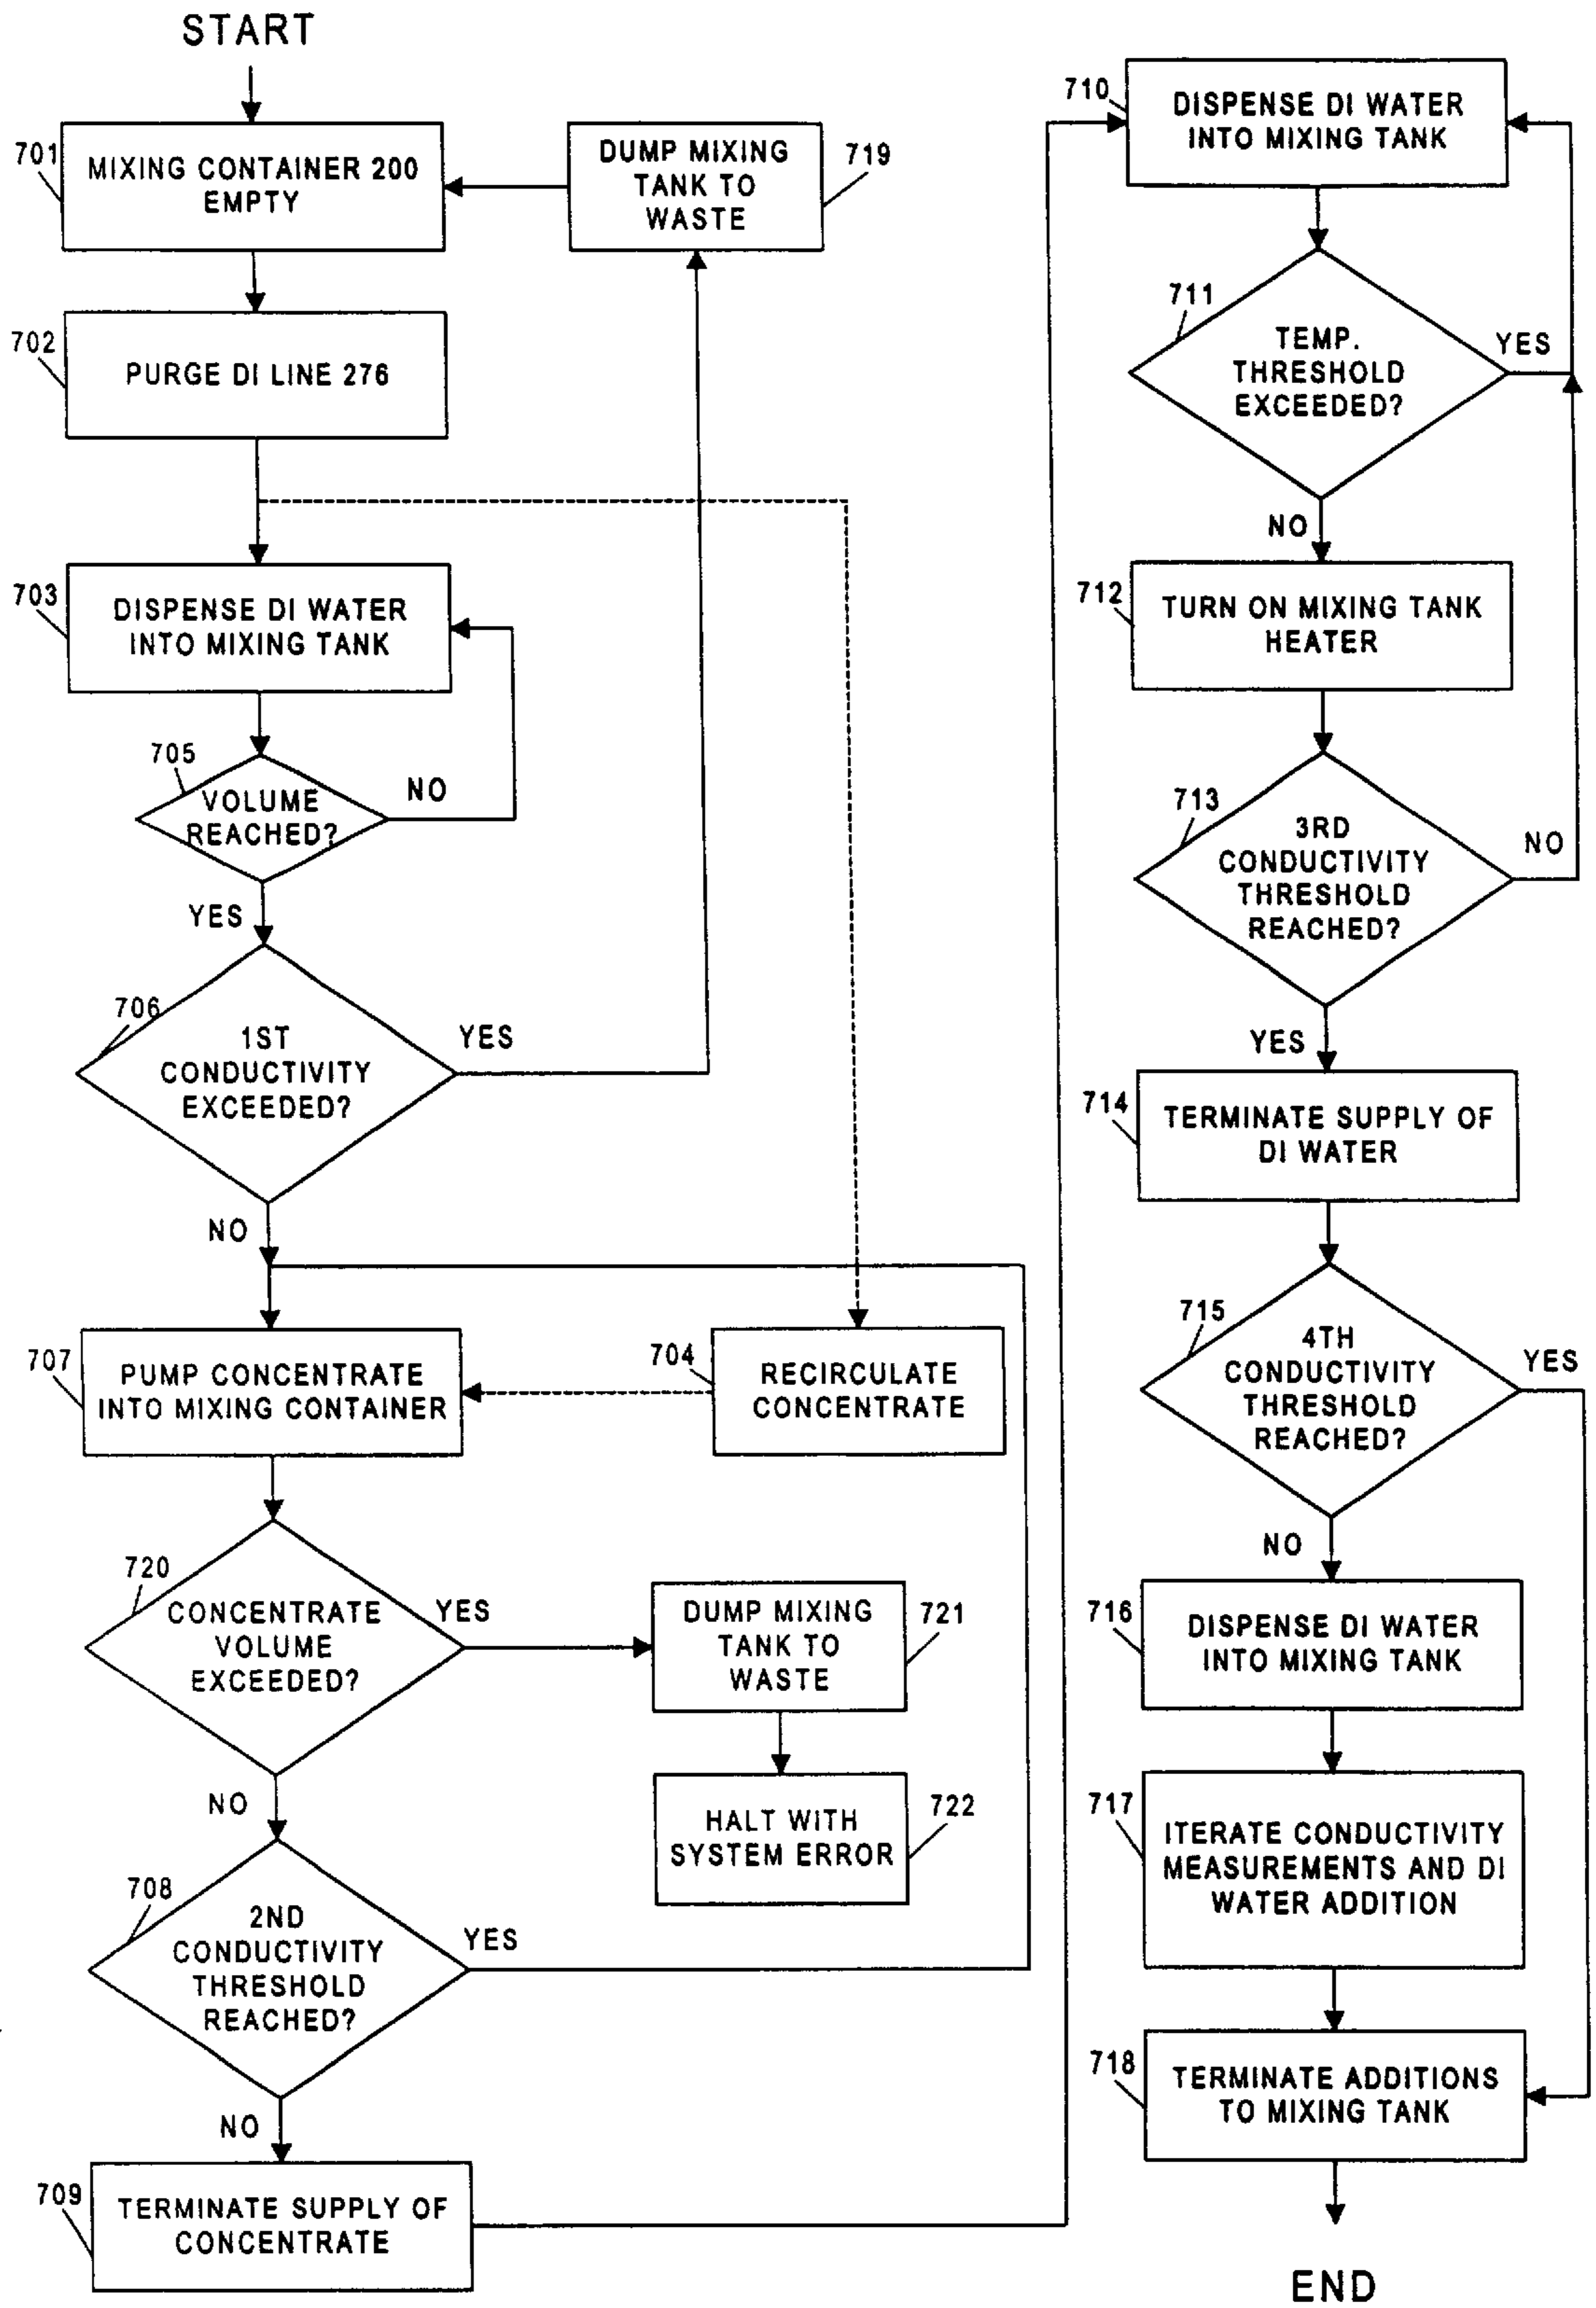 START
701
MIXING CONTAINER 200
EMPTY
DUMP MIXING
TANK TO
WASTE
719
702
PURGE DI LINE 276
703
DISPENSE DI WATER
INTO MIXING TANK
705
VOLUME
REACHED?
NO
YES
706
1ST
CONDUCTIVITY
EXCEEDED?
YES
NO
707
PUMP CONCENTRATE
INTO MIXING CONTAINER
704
RECIRCULATE
CONCENTRATE
720
CONCENTRATE
VOLUME
EXCEEDED?
YES
DUMP MIXING
TANK TO
WASTE
721
NO
HALT WITH
SYSTEM ERROR
722
708
2ND
CONDUCTIVITY
THRESHOLD
REACHED?
YES
NO
709
TERMINATE SUPPLY OF
CONCENTRATE
710
DISPENSE DI WATER
INTO MIXING TANK
711
TEMP.
THRESHOLD
EXCEEDED?
YES
NO
712
TURN ON MIXING TANK
HEATER
713
3RD
CONDUCTIVITY
THRESHOLD
REACHED?
NO
YES
714
TERMINATE SUPPLY OF
DI WATER
715
4TH
CONDUCTIVITY
THRESHOLD
REACHED?
YES
NO
716
DISPENSE DI WATER
INTO MIXING TANK
717
ITERATE CONDUCTIVITY
MEASUREMENTS AND DI
WATER ADDITION
718
TERMINATE ADDITIONS
TO MIXING TANK
END